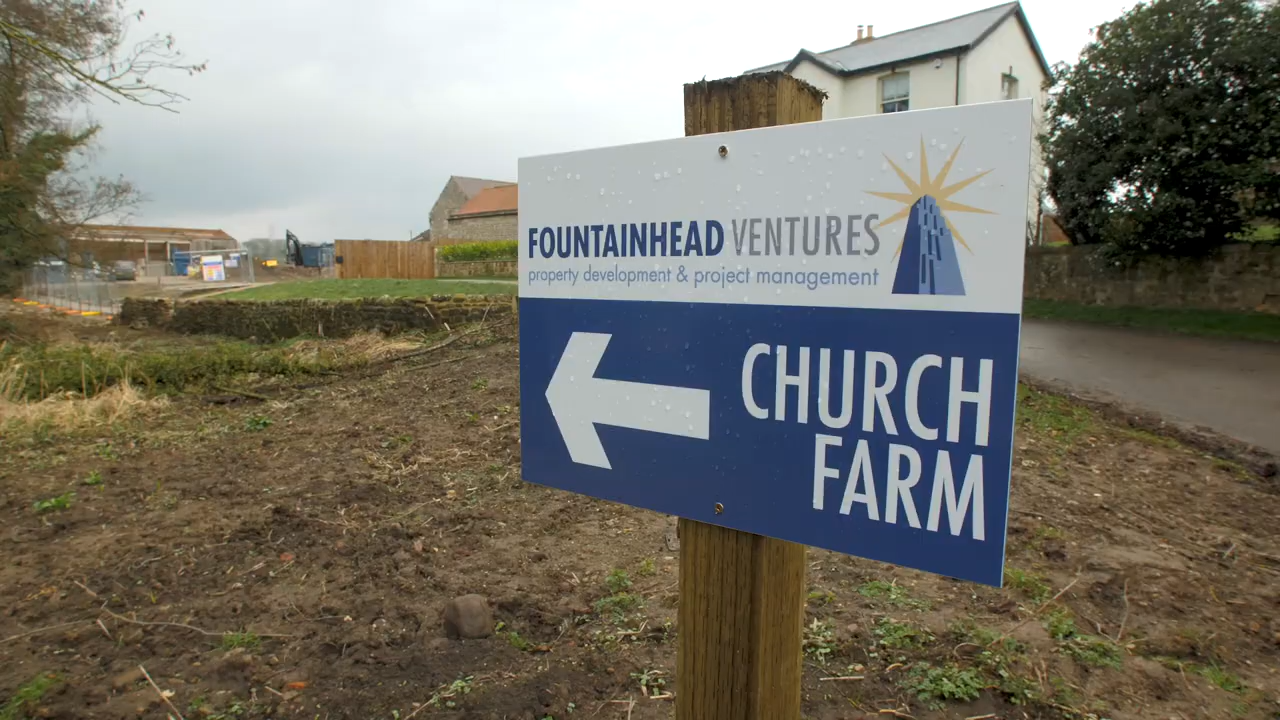 FOUNTAINHEAD VENTURES
property development & project management
CHURCH
FARM